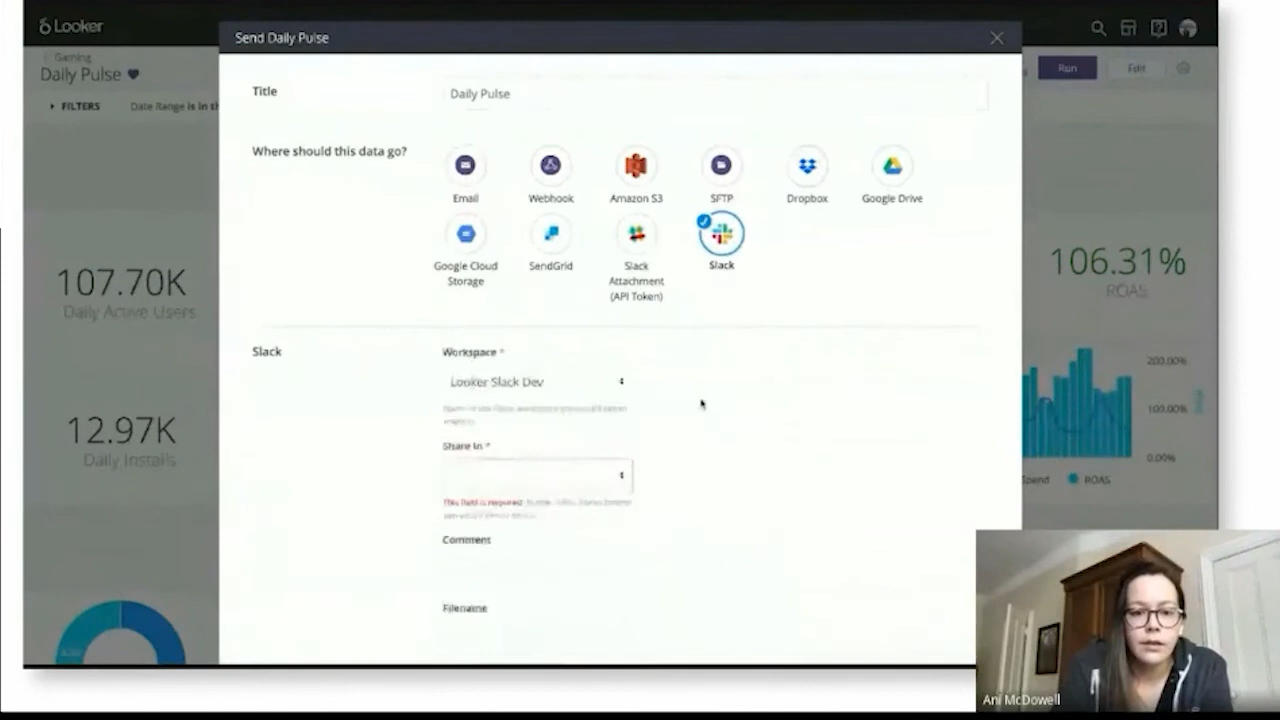 Looker
Send Daily Pulse
Gaming
Daily Pulse
Run
Edit
FILTERS
Date Range is in th
Title
Daily Pulse
Where should this data go?
Email
Webhook
Amazon S3
SFTP
Dropbox
Google Drive
Google Cloud
Storage
SendGrid
Slack
Attachment
(API Token)
Slack
107.70K
Daily Active Users
106.31%
ROAS
Slack
Workspace *
Looker Slack Dev
200.00%
100.00%
0.00%
12.97K
Daily Installs
Share In *
This field is required
Spend
ROAS
Comment
Filename
Ani McDowell